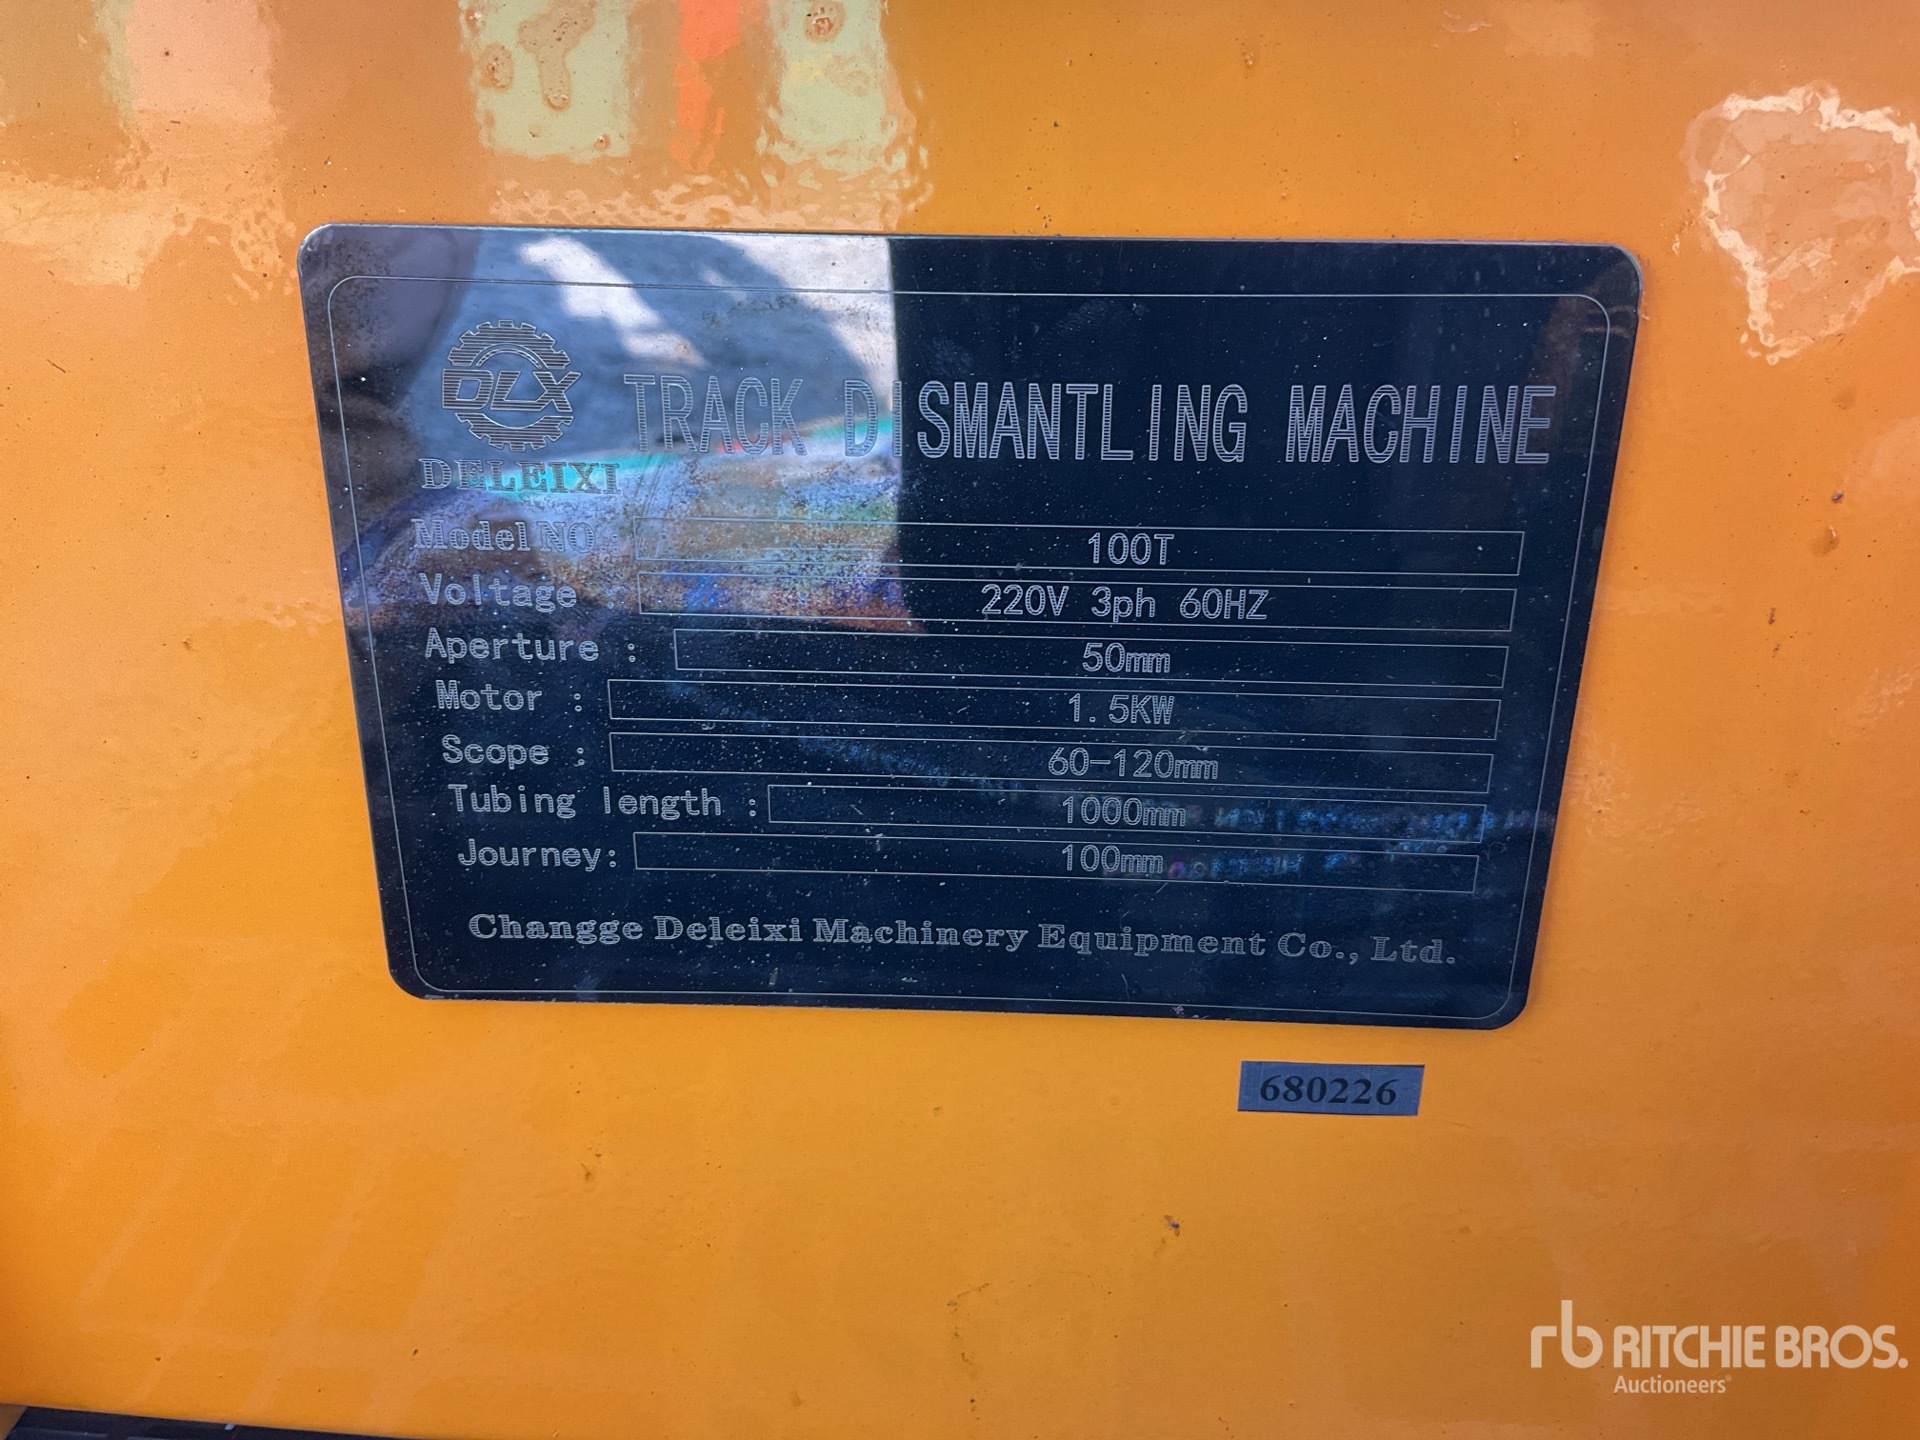 DLX
DELEIXI
TRACK DISMANTLING MACHINE
Model NO : 100T
Voltage : 220V 3ph 60HZ
Aperture : 50mm
Motor : 1.5KW
Scope : 60-120mm
Tubing length : 1000mm
Journey: 100mm
Changge Deleixi Machinery Equipment Co., Ltd.
680226
rb RITCHIE BROS.
Auctioneers